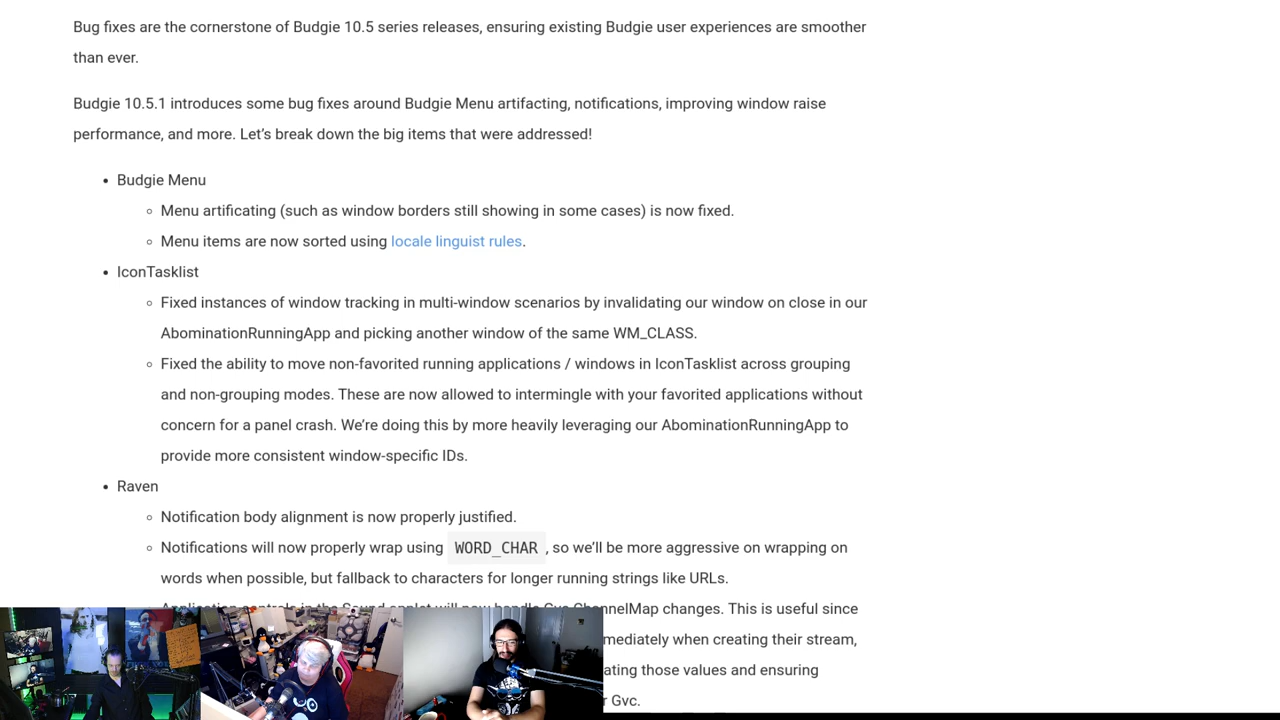 Bug fixes are the cornerstone of Budgie 10.5 series releases, ensuring existing Budgie user experiences are smoother
than ever.
Budgie 10.5.1 introduces some bug fixes around Budgie Menu artifacting, notifications, improving window raise
performance, and more. Let’s break down the big items that were addressed!
• Budgie Menu
◦ Menu artificating (such as window borders still showing in some cases) is now fixed.
◦ Menu items are now sorted using locale linguist rules.
• IconTasklist
◦ Fixed instances of window tracking in multi-window scenarios by invalidating our window on close in our
AbominationRunningApp and picking another window of the same WM_CLASS.
◦ Fixed the ability to move non-favorited running applications / windows in IconTasklist across grouping
and non-grouping modes. These are now allowed to intermingle with your favorited applications without
concern for a panel crash. We’re doing this by more heavily leveraging our AbominationRunningApp to
provide more consistent window-specific IDs.
• Raven
◦ Notification body alignment is now properly justified.
◦ Notifications will now properly wrap using WORD_CHAR , so we’ll be more aggressive on wrapping on
words when possible, but fallback to characters for longer running strings like URLs.
Application controls in the Sound applet will now handle Gvc ChannelMap changes. This is useful since
mediately when creating their stream,
ating those values and ensuring
r Gvc.